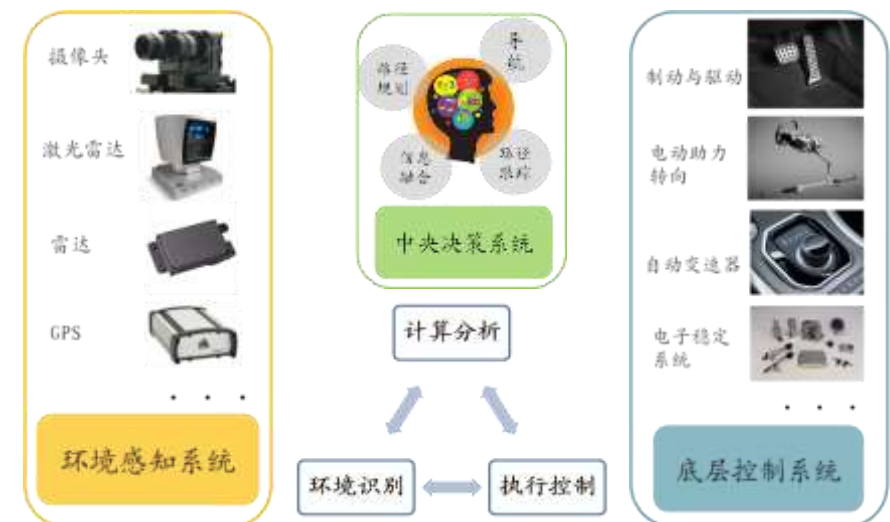 摄像头
激光雷达
雷达
GPS
. . .
环境感知系统
路径
规划
导
航
信息
融合
路径
跟踪
中央决策系统
计算分析
环境识别
执行控制
制动与驱动
电动助力
转向
自动变速器
电子稳定
系统
. . .
底层控制系统